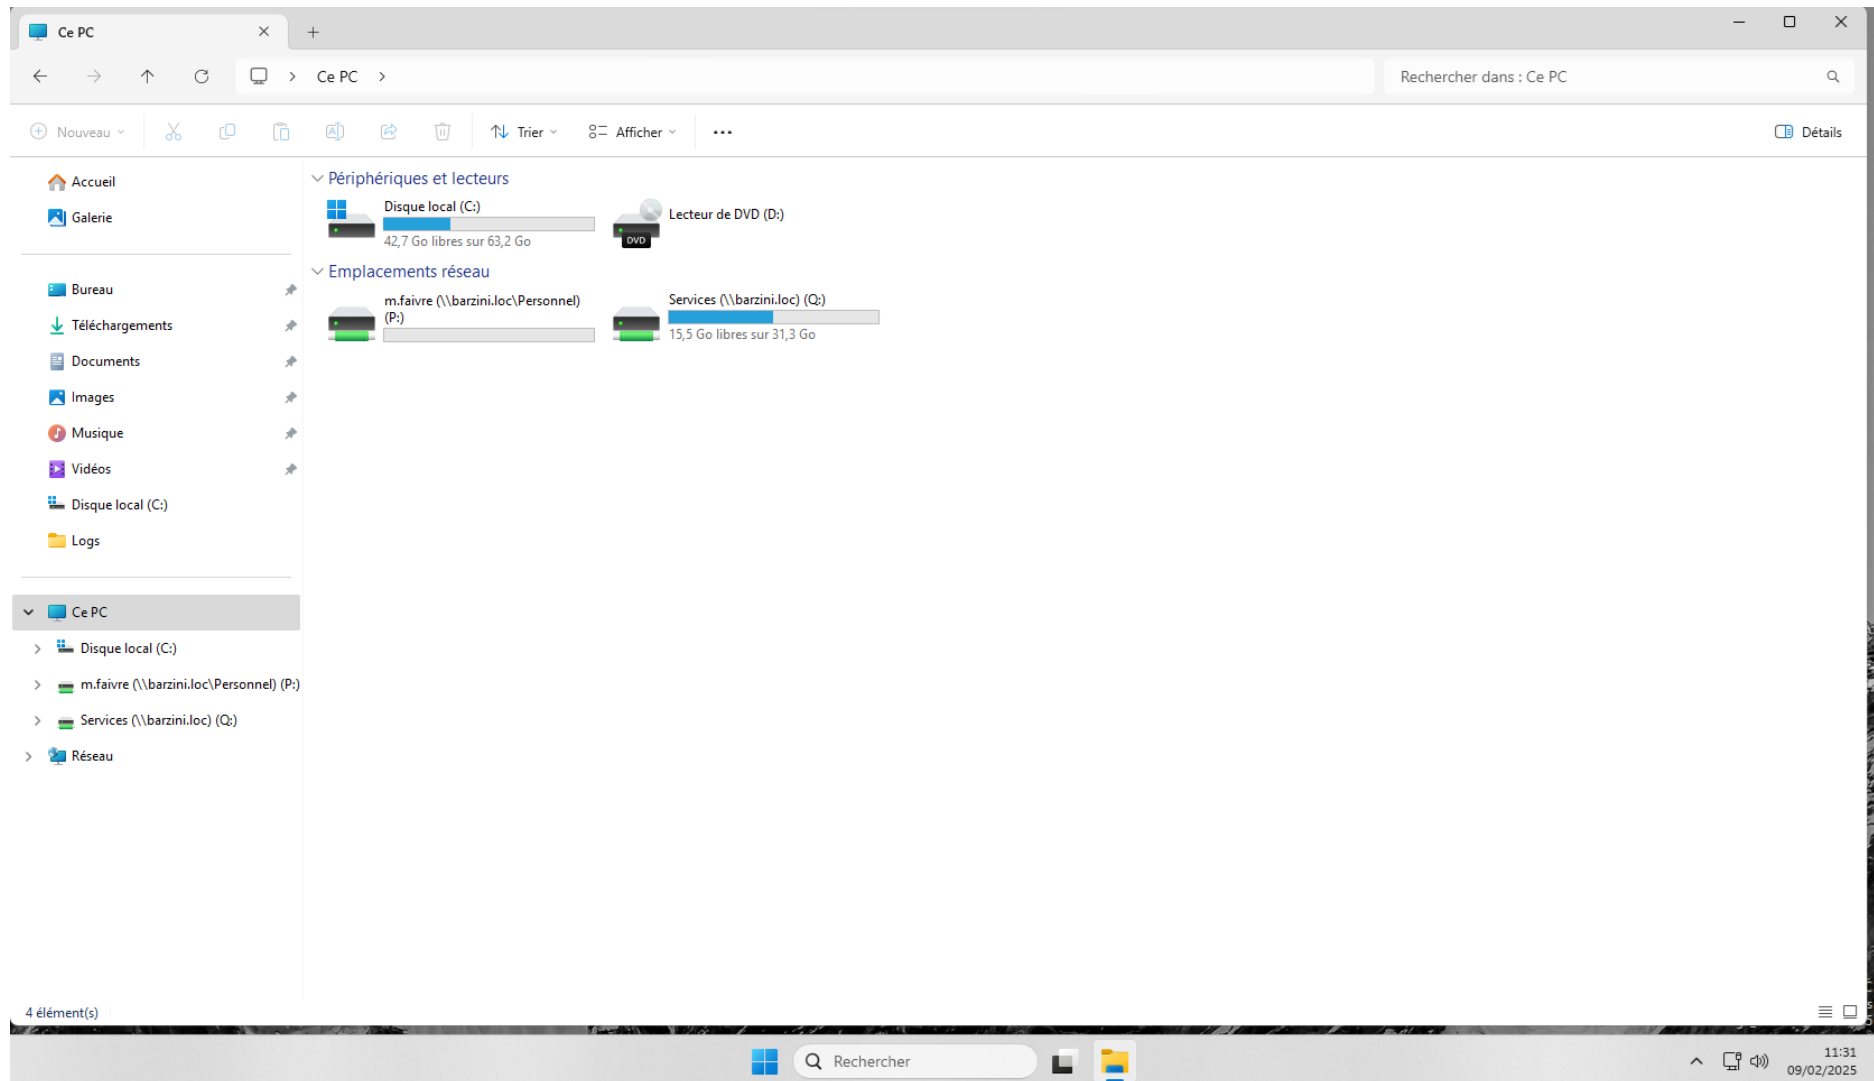 Ce PC
Ce PC
Rechercher dans : Ce PC
Nouveau
Trier
Afficher
Détails
Accueil
Galerie
Bureau
Téléchargements
Documents
Images
Musique
Vidéos
Disque local (C:)
Logs
Ce PC
Disque local (C:)
m.faivre (\\barzini.loc\Personnel) (P:)
Services (\\barzini.loc) (Q:)
Réseau
Périphériques et lecteurs
Disque local (C:)
42,7 Go libres sur 63,2 Go
DVD
Lecteur de DVD (D:)
Emplacements réseau
m.faivre (\\barzini.loc\Personnel)
(P:)
Services (\\barzini.loc) (Q:)
15,5 Go libres sur 31,3 Go
4 élément(s)
Rechercher
11:31
09/02/2025